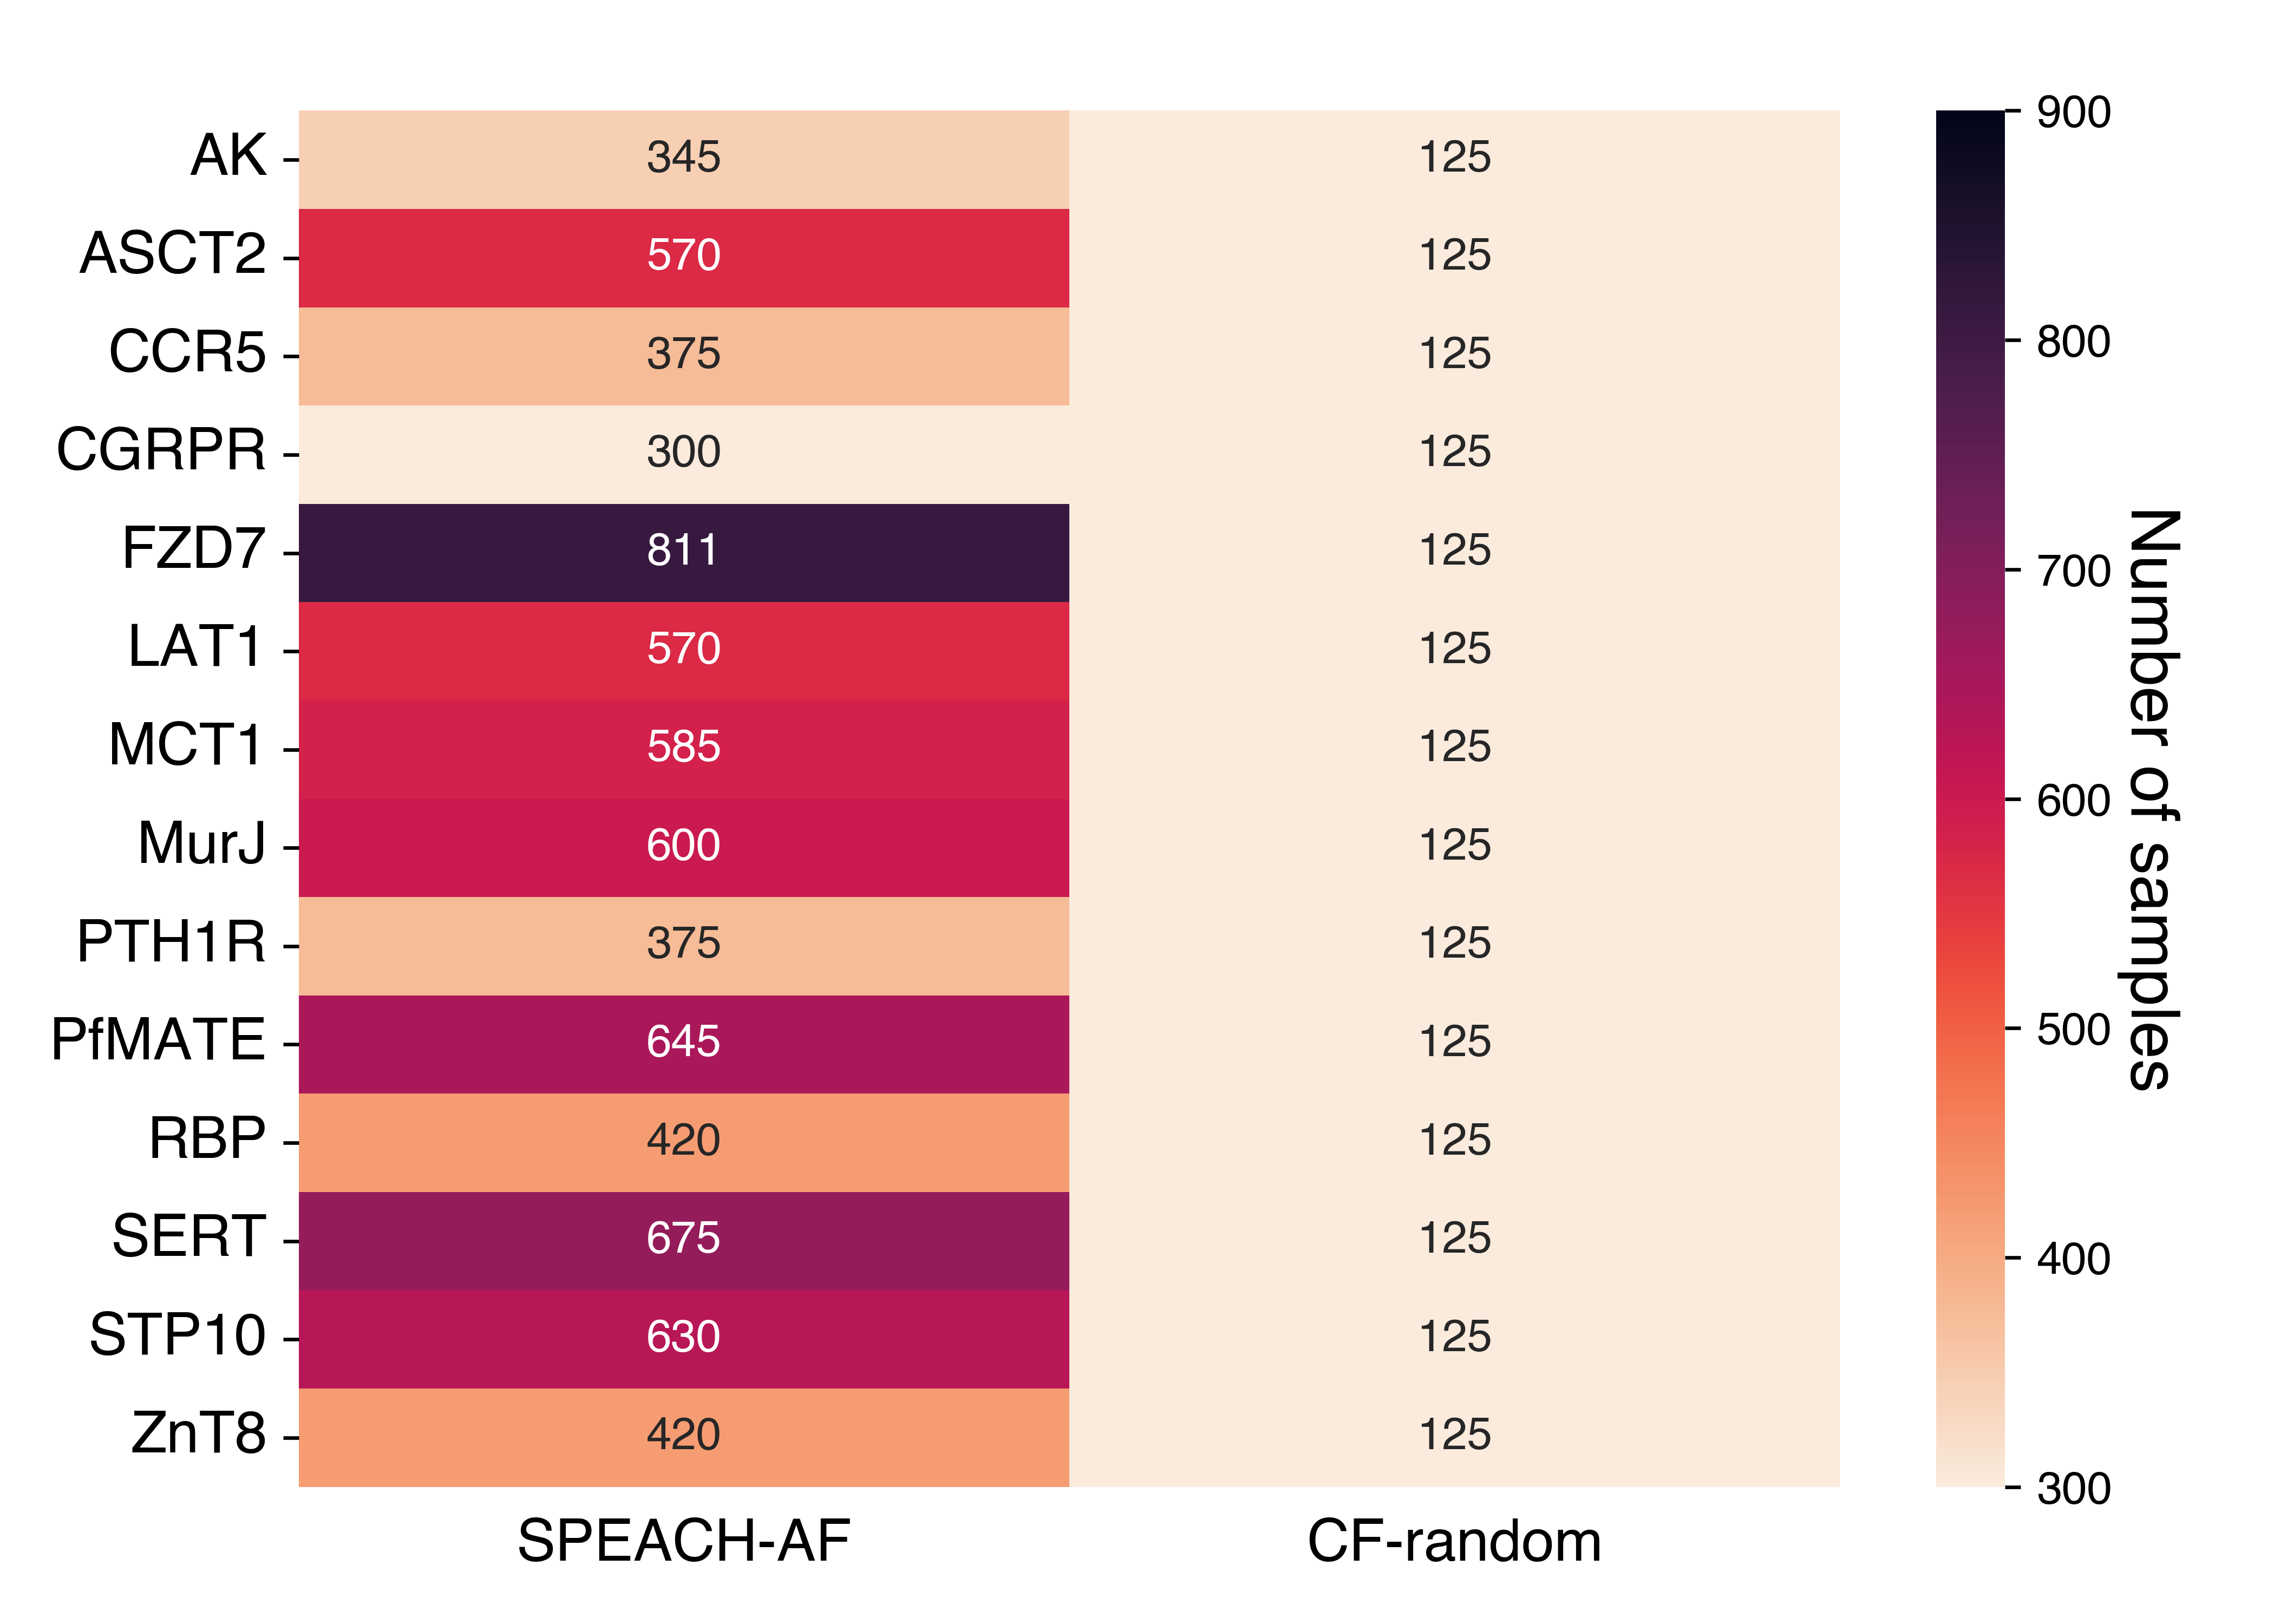 AK 345 125
ASCT2 570 125
CCR5 375 125
CGRPR 300 125
FZD7 811 125
LAT1 570 125
MCT1 585 125
MurJ 600 125
PTH1R 375 125
PfMATE 645 125
RBP 420 125
SERT 675 125
STP10 630 125
ZnT8 420 125
SPEACH-AF CF-random
900
800
700
600
500
400
300
Number of samples